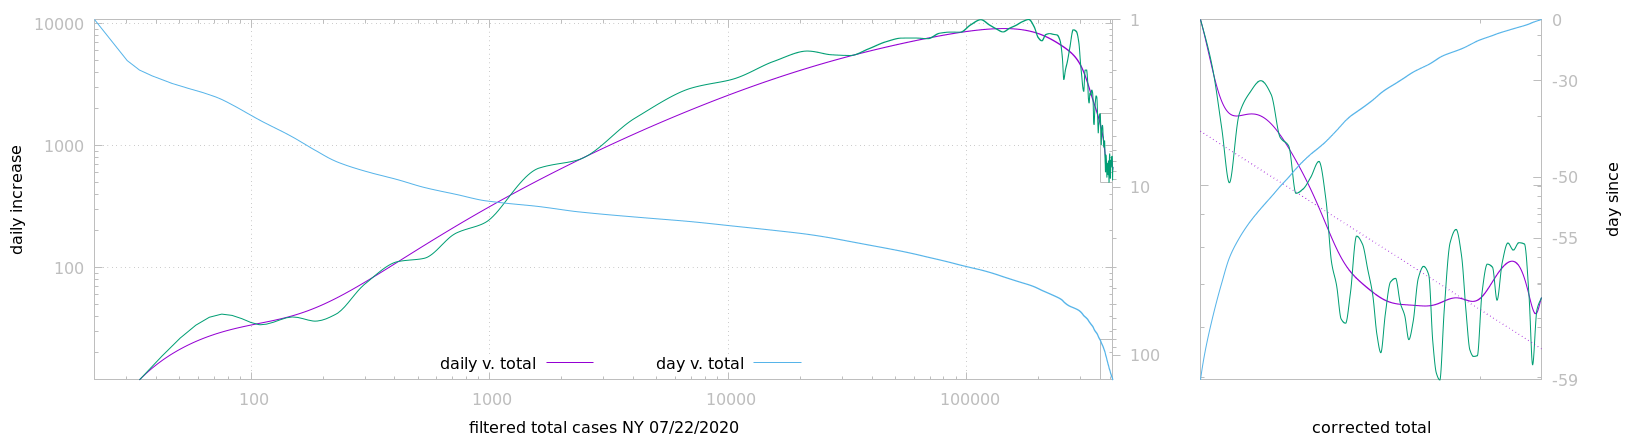 10000
1000
100
daily increase
100
1000
10000
100000
filtered total cases NY 07/22/2020
daily v. total
day v. total
1
10
100
0
-30
-50
-55
-59
day since
corrected total